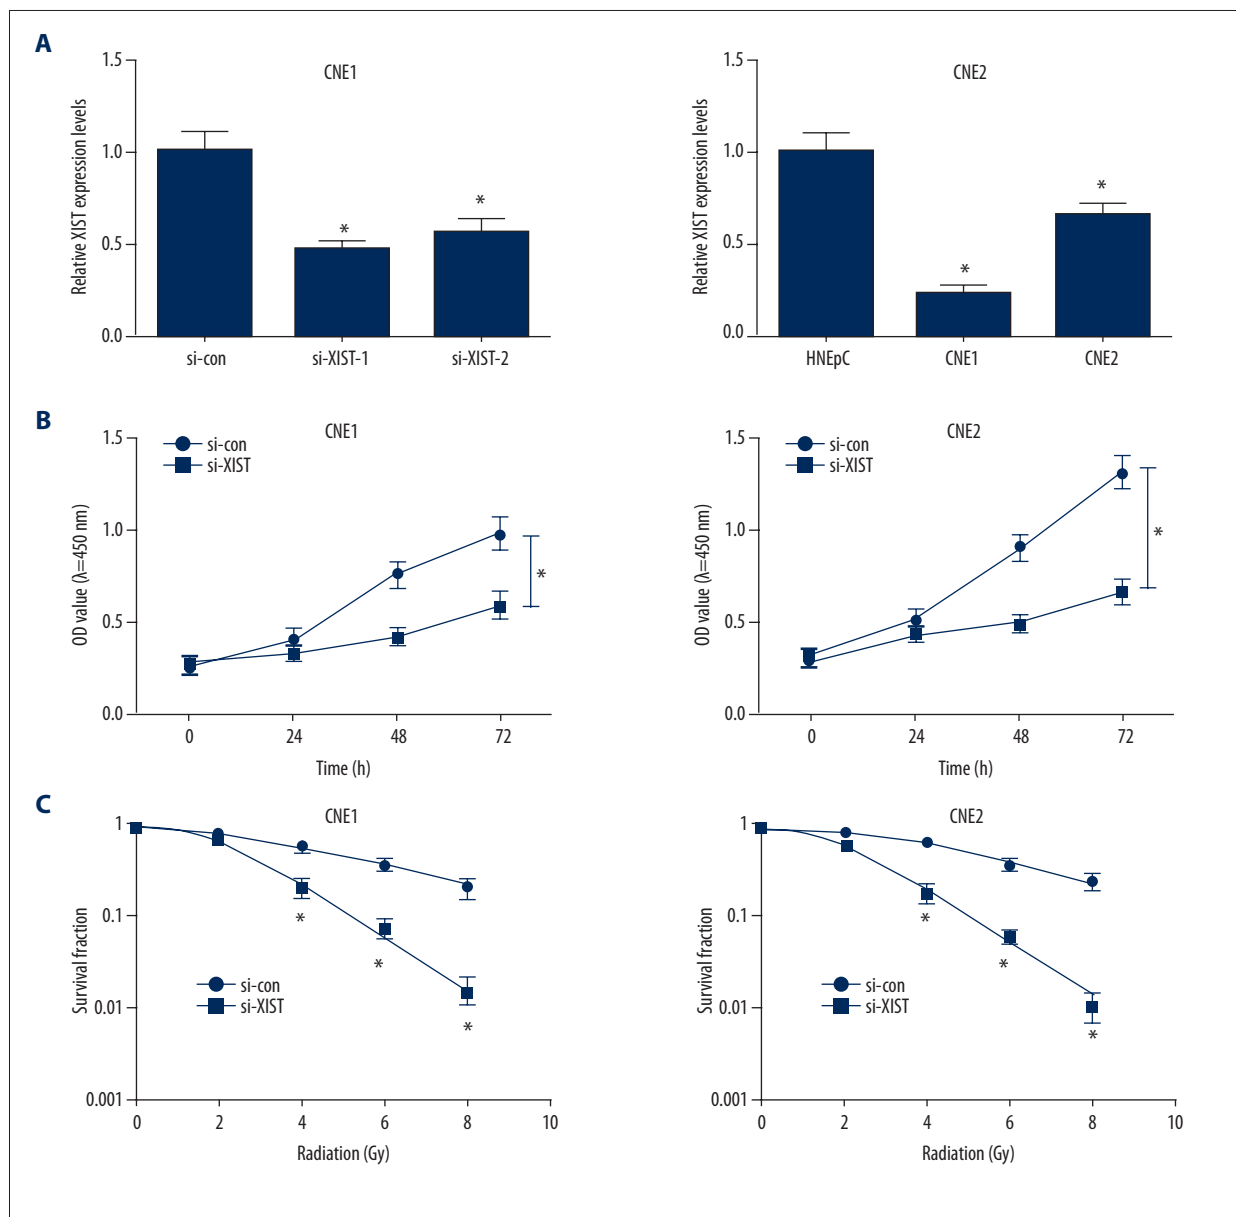 A
CNE1
Relative XIST expression levels
1.5
1.0
0.5
0.0
*
*
si-con
si-XIST-1
si-XIST-2
CNE2
Relative XIST expression levels
1.5
1.0
0.5
0.0
*
*
HNEpC
CNE1
CNE2
B
CNE1
si-con
si-XIST
OD value (λ=450 nm)
1.5
1.0
0.5
0.0
*
0
24
48
72
Time (h)
CNE2
si-con
si-XIST
OD value (λ=450 nm)
1.5
1.0
0.5
0.0
*
0
24
48
72
Time (h)
C
CNE1
Survival fraction
1
0.1
0.01
0.001
*
*
*
si-con
si-XIST
0
2
4
6
8
10
Radiation (Gy)
CNE2
Survival fraction
1
0.1
0.01
0.001
*
*
*
si-con
si-XIST
0
2
4
6
8
10
Radiation (Gy)